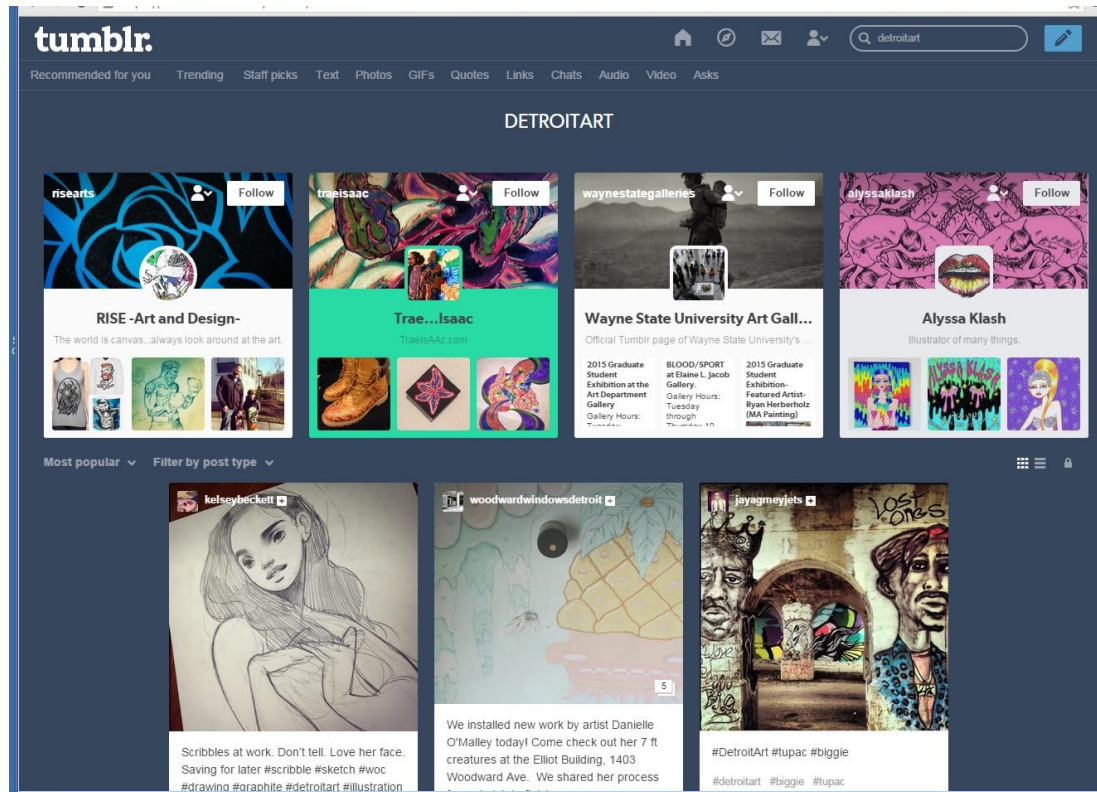 tumblr.
detroitart
Recommended for you Trending Staff picks Text Photos GIFs Quotes Links Chats Audio Video Asks
DETROITART
risearts Follow
traeisaac Follow
waynestategalleries Follow
alyssaklash Follow
RISE -Art and Design-
The world is canvas...always look around at the art.
Trae...Isaac
TraeIsAAc.com
Wayne State University Art Gall...
Official Tumblr page of Wayne State University's ...
2015 Graduate
Student
Exhibition at the
Art Department
Gallery
Gallery Hours:
Tuesday
BLOOD/SPORT
at Elaine L. Jacob
Gallery.
Gallery Hours:
Tuesday
through
Thursday 10
2015 Graduate
Student
Exhibition-
Featured Artist-
Ryan Herberholz
(MA Painting)
Alyssa Klash
Illustrator of many things.
ALYSSA KLASH
Most popular Filter by post type
kelseybeckett
Scribbles at work. Don't tell. Love her face.
Saving for later #scribble #sketch #woc
#drawing #graphite #detroitart #illustration
woodwardwindowsdetroit
5
We installed new work by artist Danielle
O'Malley today! Come check out her 7 ft
creatures at the Elliot Building, 1403
Woodward Ave. We shared her process
jayagmeyjets
LOST
ONES
#DetroitArt #tupac #biggie
#detroitart #biggie #tupac